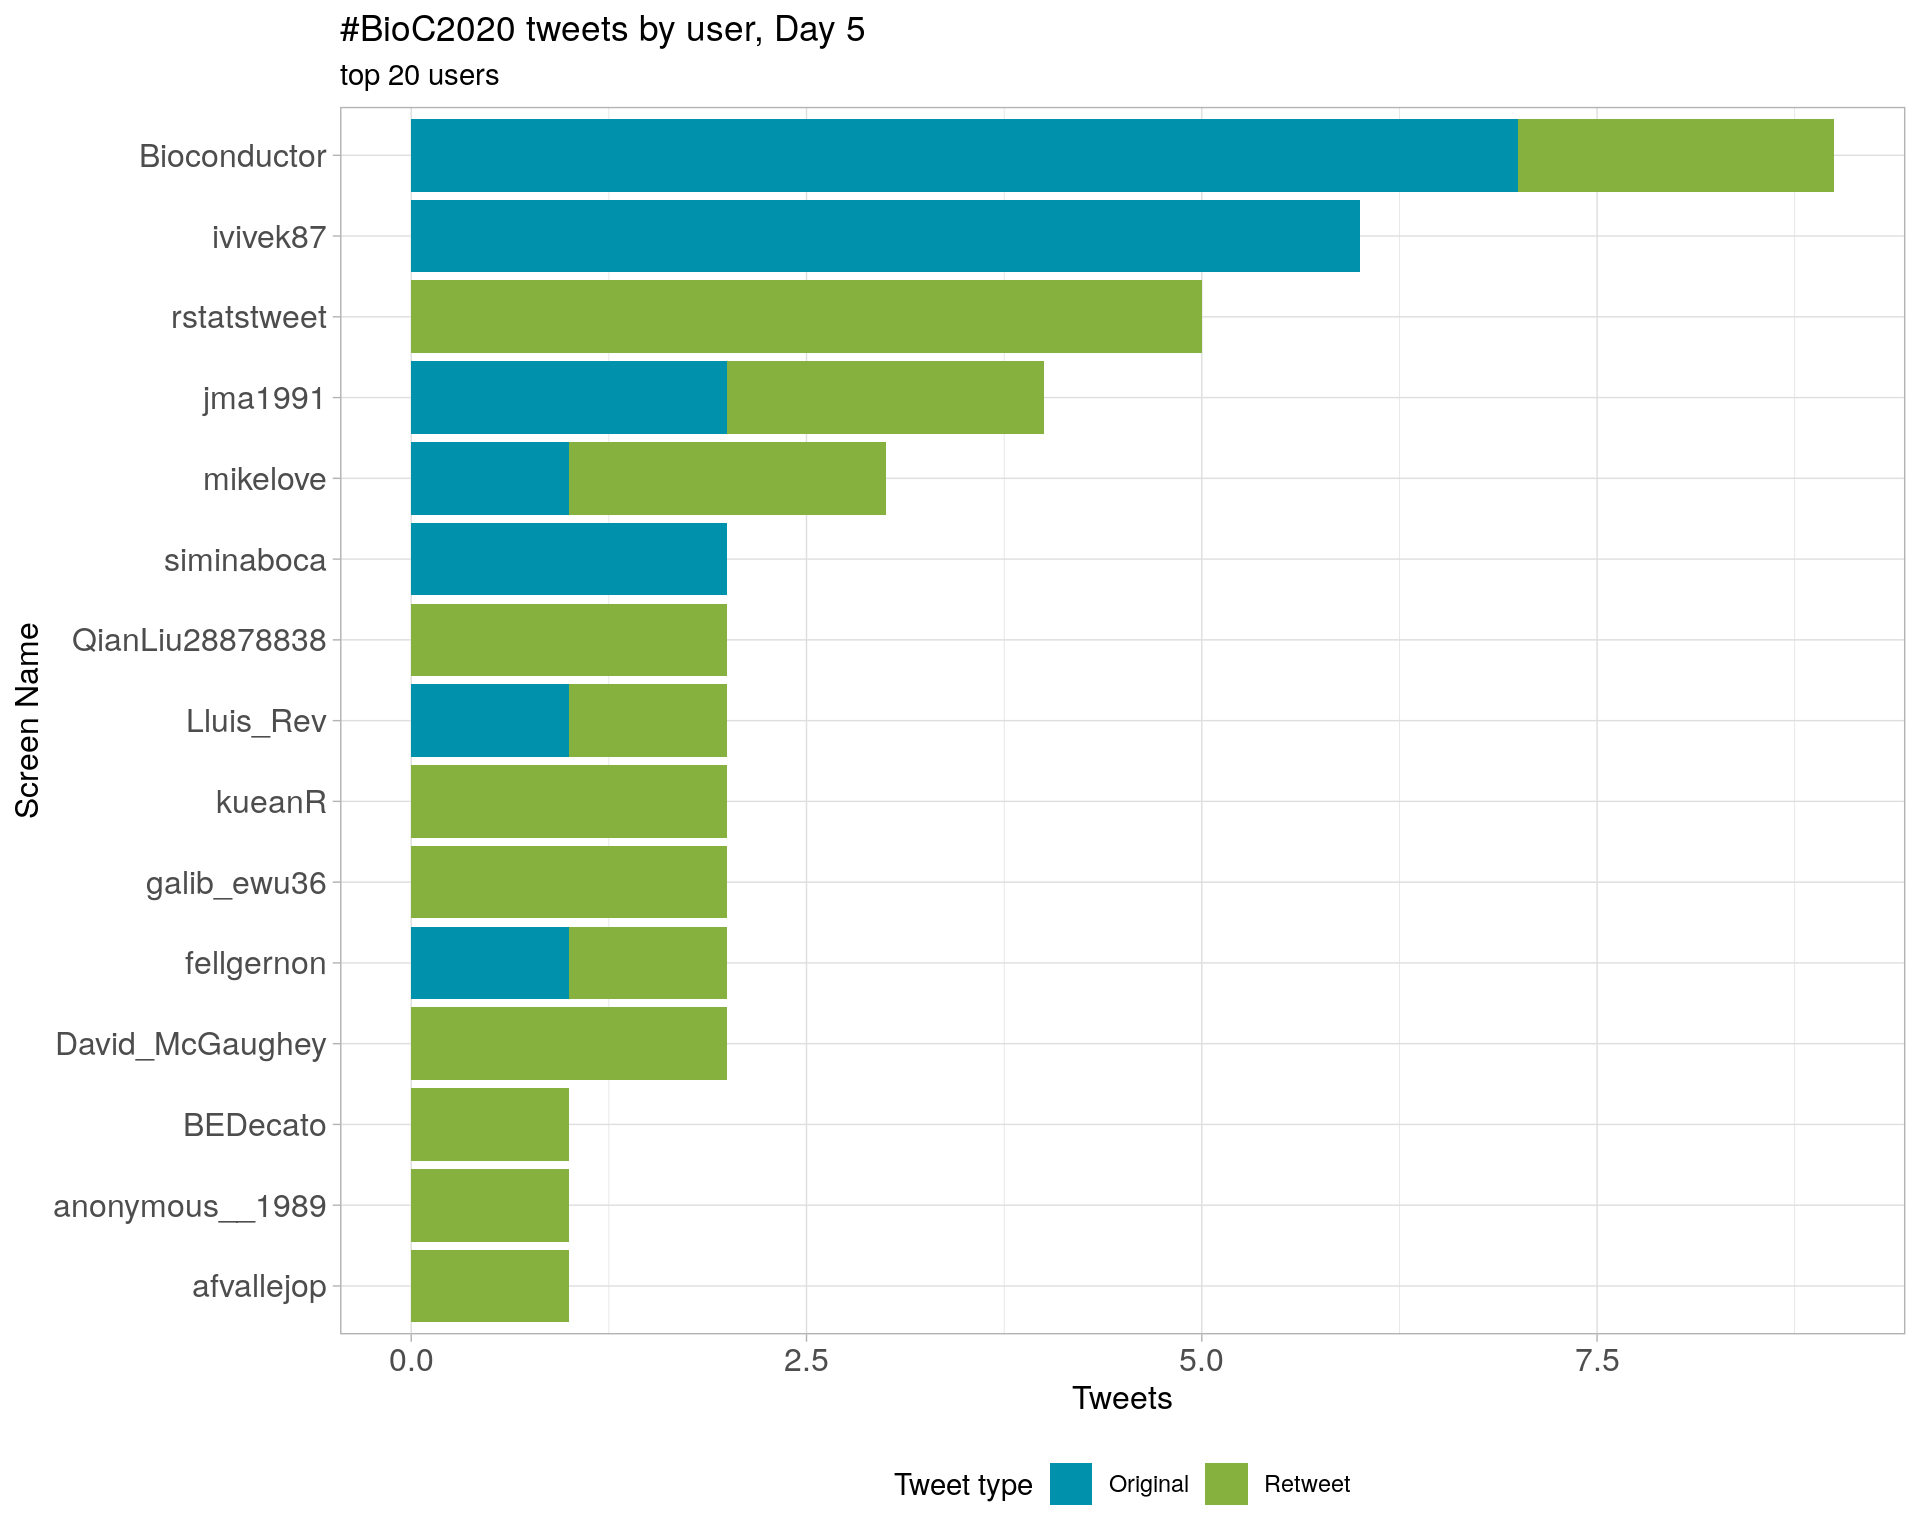 #BioC2020 tweets by user, Day 5
top 20 users
Screen Name
Bioconductor
ivivek87
rstatstweet
jma1991
mikelove
siminaboca
QianLiu28878838
Lluis_Rev
kueanR
galib_ewu36
fellgernon
David_McGaughey
BEDecato
anonymous__1989
afvallejop
0.0 2.5 5.0 7.5
Tweets
Tweet type Original Retweet